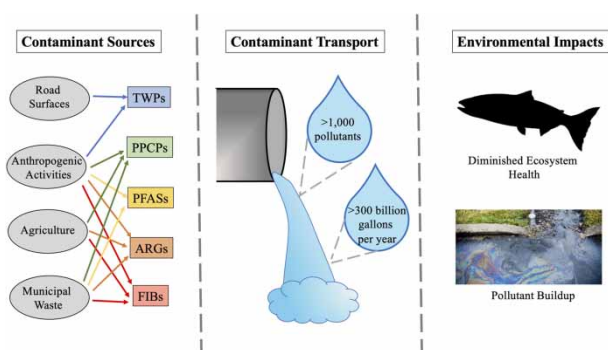 Contaminant Sources
Road
Surfaces
Anthropogenic
Activities
Agriculture
Municipal
Waste
TWPs
PPCPs
PFASs
ARGs
FIBs
Contaminant Transport
>1,000
pollutants
>300 billion
gallons
per year
Environmental Impacts
Diminished Ecosystem
Health
Pollutant Buildup